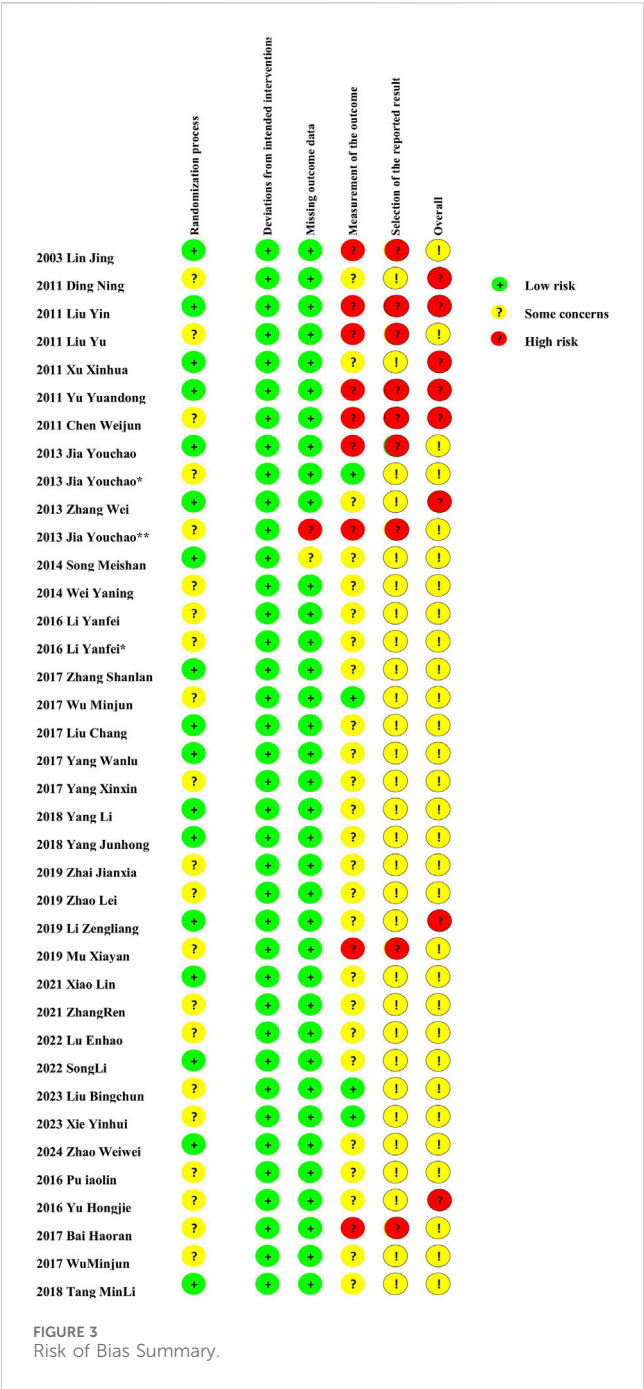 Randomization process
Deviations from intended interventions
Missing outcome data
Measurement of the outcome
Selection of the reported result
Overall
2003 Lin Jing + + + ? ? !
2011 Ding Ning ? + + ? ! ?
2011 Liu Yin + + + ? ? ?
2011 Liu Yu ? + + ? ? !
2011 Xu Xinhua + + + ? ! ?
2011 Yu Yuandong + + + ? ? ?
2011 Chen Weijun ? + + ? ? ?
2013 Jia Youchao + + + ? ? !
2013 Jia Youchao* ? + + + ! !
2013 Zhang Wei + + + ? ! ?
2013 Jia Youchao** ? + ? ? ? !
2014 Song Meishan + + ? ? ! !
2014 Wei Yaning ? + + ? ! !
2016 Li Yanfei ? + + ? ! !
2016 Li Yanfei* ? + + ? ! !
2017 Zhang Shanlan + + + ? ! !
2017 Wu Minjun ? + + + ! !
2017 Liu Chang + + + ? ! !
2017 Yang Wanlu + + + ? ! !
2017 Yang Xinxin ? + + ? ! !
2018 Yang Li + + + ? ! !
2018 Yang Junhong + + + ? ! !
2019 Zhai Jianxia ? + + ? ! !
2019 Zhao Lei ? + + ? ! !
2019 Li Zengliang + + + ? ! ?
2019 Mu Xiayan ? + + ? ? !
2021 Xiao Lin + + + ? ! !
2021 ZhangRen ? + + ? ! !
2022 Lu Enhao ? + + ? ! !
2022 SongLi + + + ? ! !
2023 Liu Bingchun ? + + + ! !
2023 Xie Yinhui ? + + + ! !
2024 Zhao Weiwei + + + ? ! !
2016 Pu iaolin ? + + ? ! !
2016 Yu Hongjie ? + + ? ! ?
2017 Bai Haoran ? + + ? ? !
2017 WuMinjun ? + + ? ! !
2018 Tang MinLi + + + ? ! !
+ Low risk
? Some concerns
? High risk
FIGURE 3
Risk of Bias Summary.